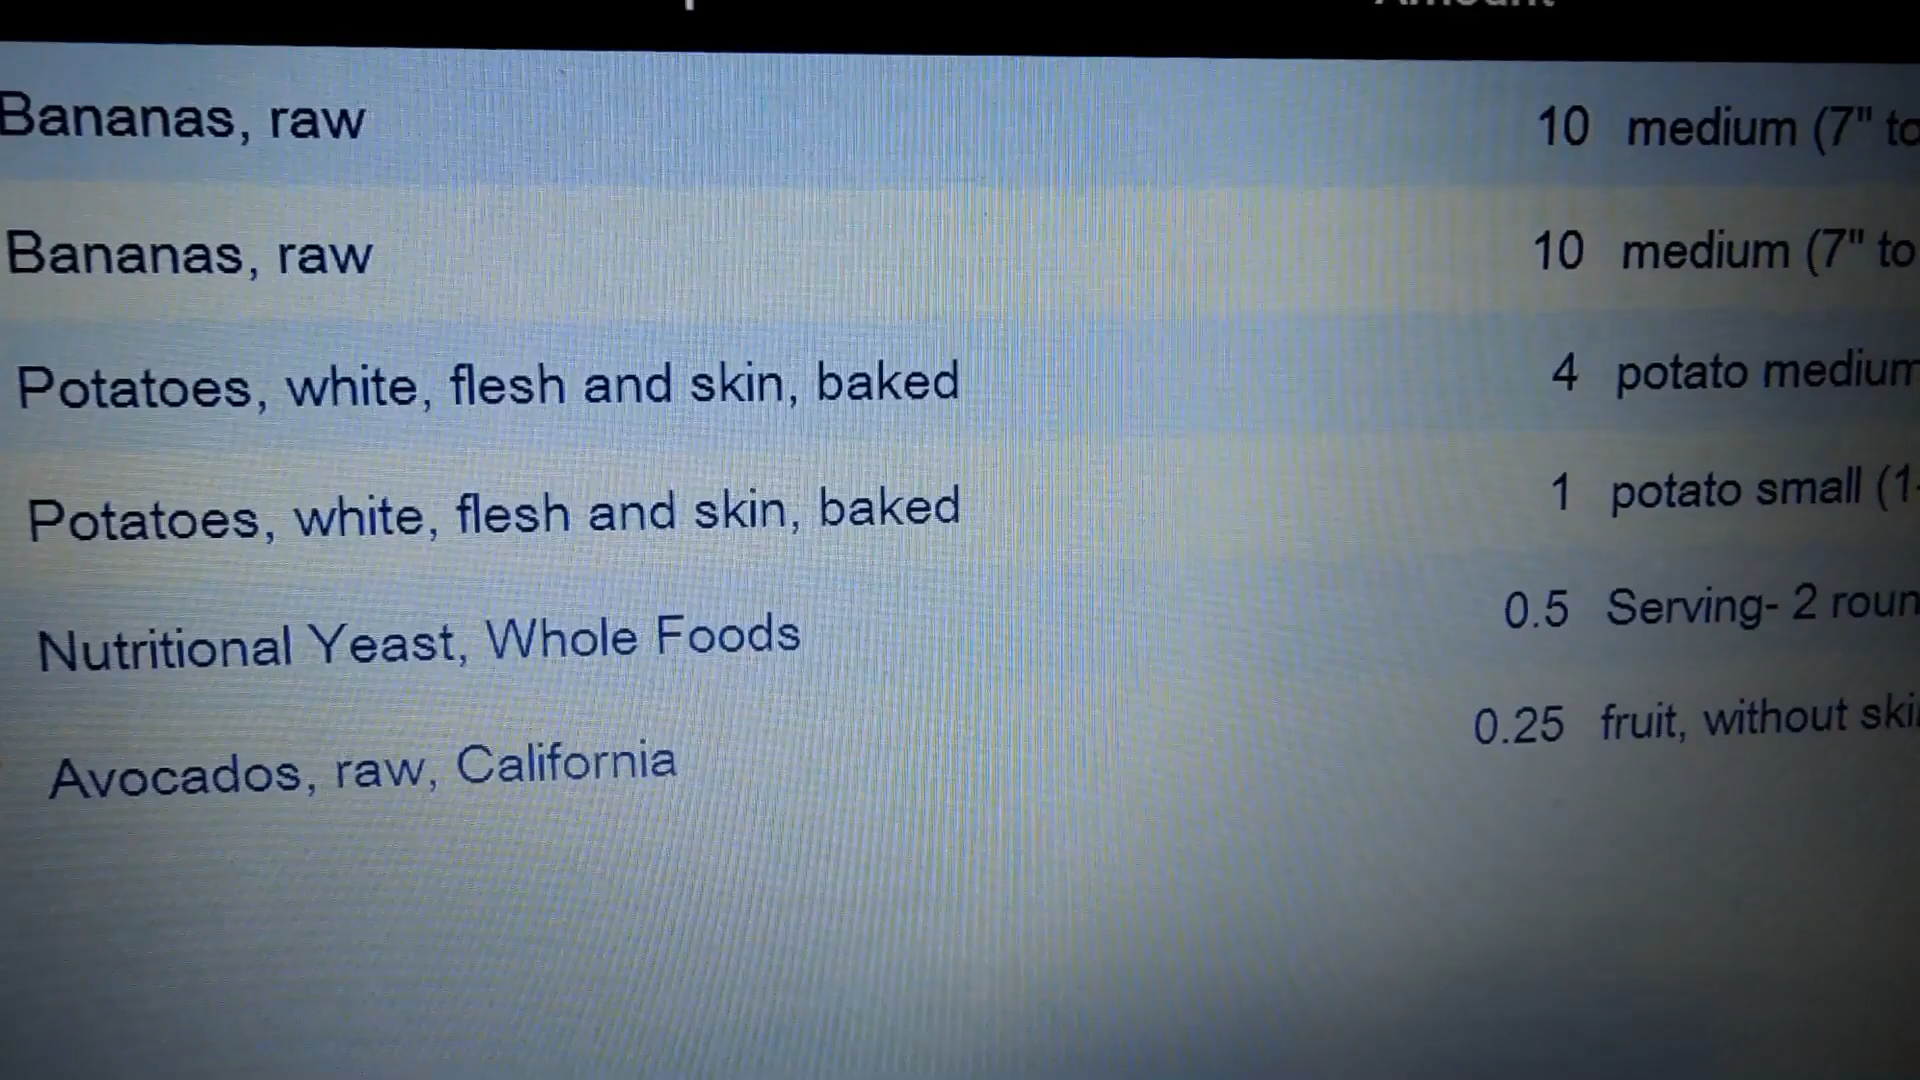 Bananas, raw 10 medium (7" to
Bananas, raw 10 medium (7" to
Potatoes, white, flesh and skin, baked 4 potato medium
Potatoes, white, flesh and skin, baked 1 potato small (1-
Nutritional Yeast, Whole Foods 0.5 Serving- 2 roun
Avocados, raw, California 0.25 fruit, without ski